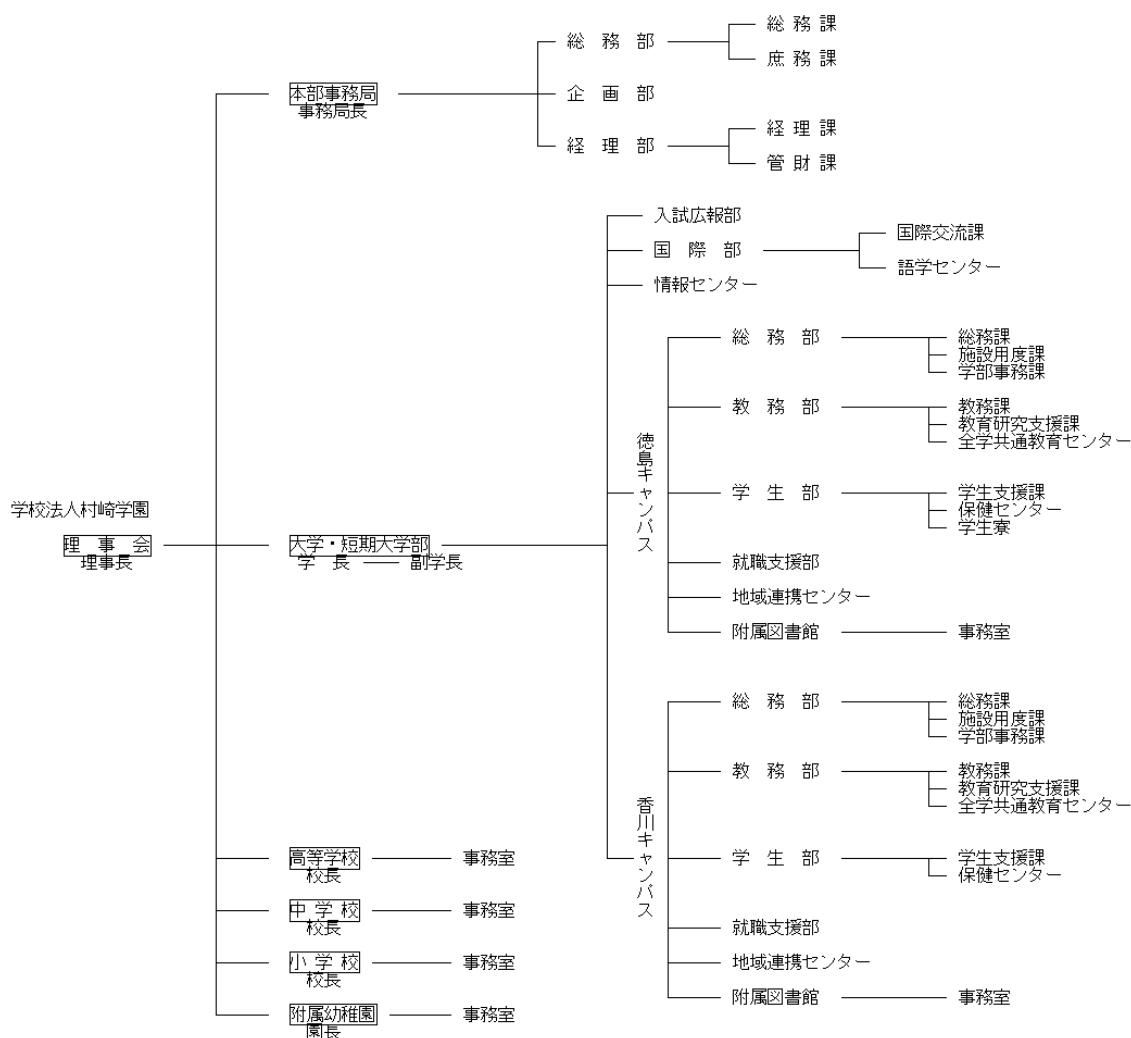 総務課
総務部
庶務課
本部事務局
事務局長
企画部
経理課
経理部
管財課
入試広報部
国際交流課
国際部
語学センター
情報センター
徳島キャンパス
総務部
総務課
施設用度課
学部事務課
教務部
教務課
教育研究支援課
全学共通教育センター
学生部
学生支援課
保健センター
学生寮
就職支援部
地域連携センター
附属図書館
事務室
学校法人村崎学園
理事会
理事長
大学・短期大学部
学長
副学長
香川キャンパス
総務部
総務課
施設用度課
学部事務課
教務部
教務課
教育研究支援課
全学共通教育センター
学生部
学生支援課
保健センター
就職支援部
地域連携センター
附属図書館
事務室
高等学校
校長
事務室
中学校
校長
事務室
小学校
校長
事務室
附属幼稚園
園長
事務室